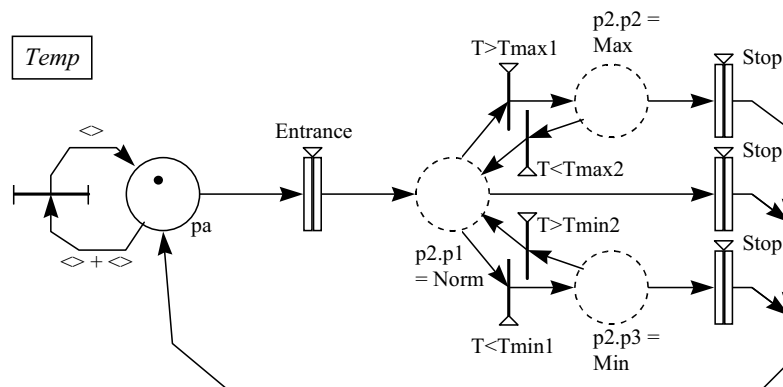 Temp
<>
<> + <>
pa
Entrance
T>Tmax1
p2.p2 =
Max
Stop
T<Tmax2
Stop
p2.p1
= Norm
T>Tmin2
Stop
T<Tmin1
p2.p3 =
Min